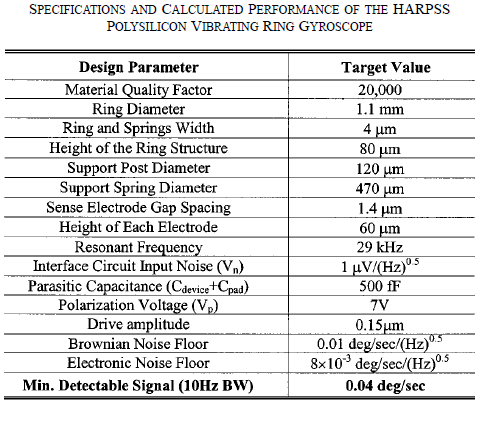 SPECIFICATIONS AND CALCULATED PERFORMANCE OF THE HARPSS
POLYSILICON VIBRATING RING GYROSCOPE
Design Parameter Target Value
Material Quality Factor 20,000
Ring Diameter 1.1 mm
Ring and Springs Width 4 μm
Height of the Ring Structure 80 μm
Support Post Diameter 120 μm
Support Spring Diameter 470 μm
Sense Electrode Gap Spacing 1.4 μm
Height of Each Electrode 60 μm
Resonant Frequency 29 kHz
Interface Circuit Input Noise (Vn) 1 μV/(Hz)^0.5
Parasitic Capacitance (Cdevice+Cpad) 500 fF
Polarization Voltage (Vp) 7V
Drive amplitude 0.15μm
Brownian Noise Floor 0.01 deg/sec/(Hz)^0.5
Electronic Noise Floor 8×10^-3 deg/sec/(Hz)^0.5
Min. Detectable Signal (10Hz BW) 0.04 deg/sec